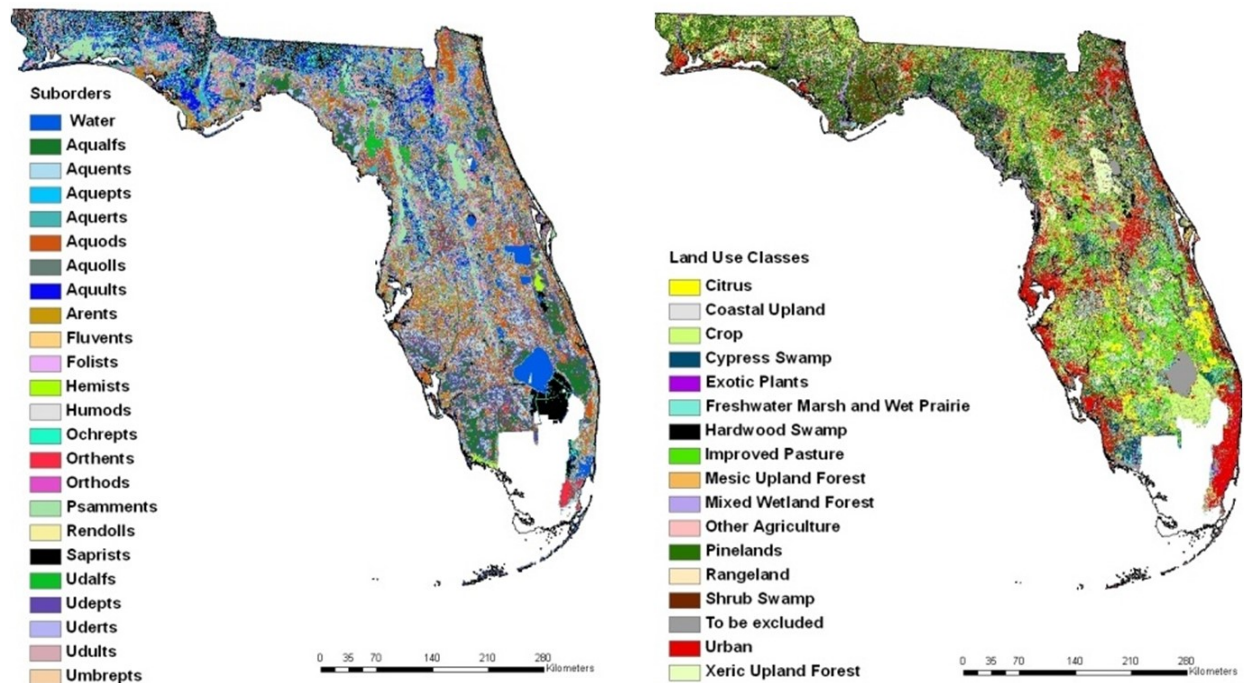 Suborders
Water
Aqualfs
Aquents
Aquepts
Aquerts
Aquods
Aquolls
Aquults
Arents
Fluvents
Folists
Hemists
Humods
Ochrepts
Orthents
Orthods
Psamments
Rendolls
Saprists
Udalfs
Udepts
Uderts
Udults
Umbrepts
0 35 70 140 210 280
Kilometers
Land Use Classes
Citrus
Coastal Upland
Crop
Cypress Swamp
Exotic Plants
Freshwater Marsh and Wet Prairie
Hardwood Swamp
Improved Pasture
Mesic Upland Forest
Mixed Wetland Forest
Other Agriculture
Pinelands
Rangeland
Shrub Swamp
To be excluded
Urban
Xeric Upland Forest
0 35 70 140 210 280
Kilometers